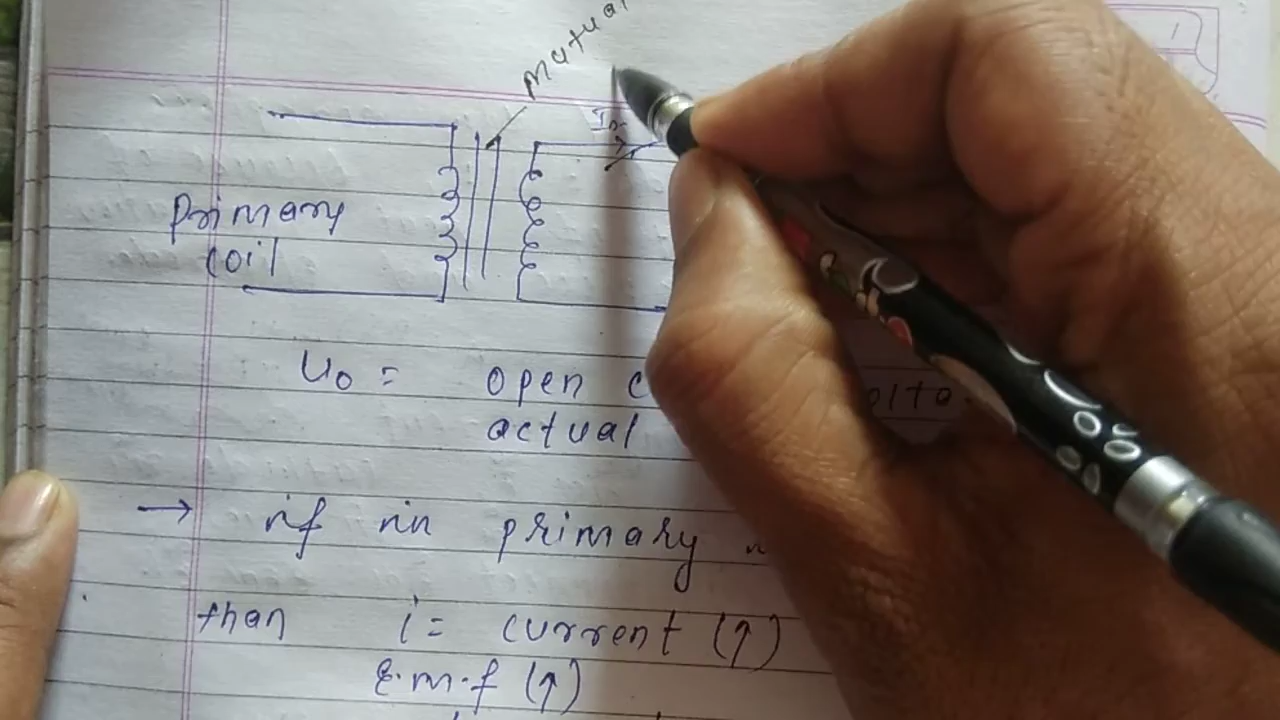 mutual
Primary
coil
U₀ = open
actual
→ if in primary
than i = current (↑)
E.m.f (↑)